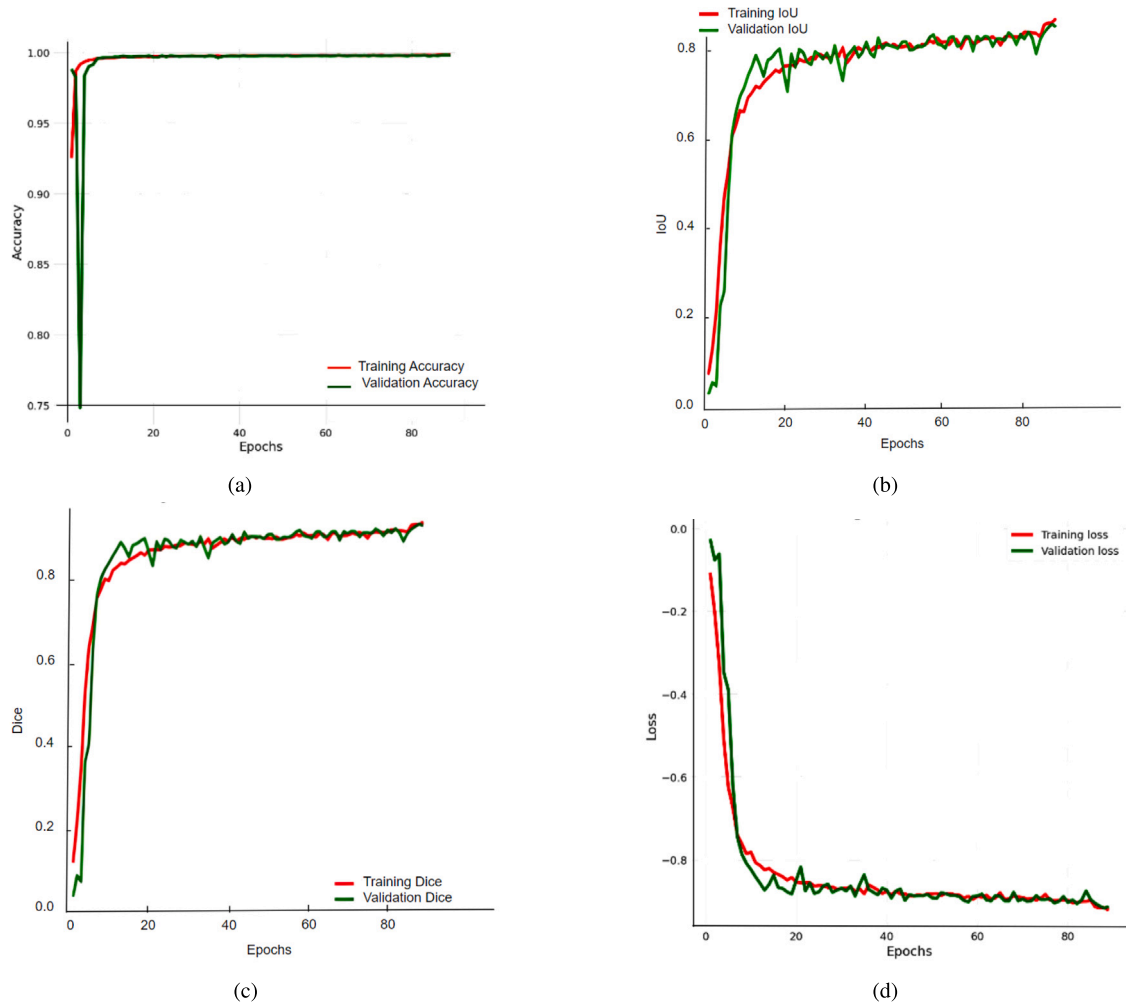 1.00
0.95
0.90
0.85
0.80
0.75
Accuracy
Training Accuracy
Validation Accuracy
0
20
40
60
80
Epochs
(a)
Training IoU
Validation IoU
0.8
0.6
0.4
0.2
0.0
IoU
0
20
40
60
80
Epochs
(b)
0.8
0.6
0.4
0.2
0.0
Dice
Training Dice
Validation Dice
0
20
40
60
80
Epochs
(c)
0.0
−0.2
−0.4
−0.6
−0.8
Loss
Training loss
Validation loss
0
20
40
60
80
Epochs
(d)